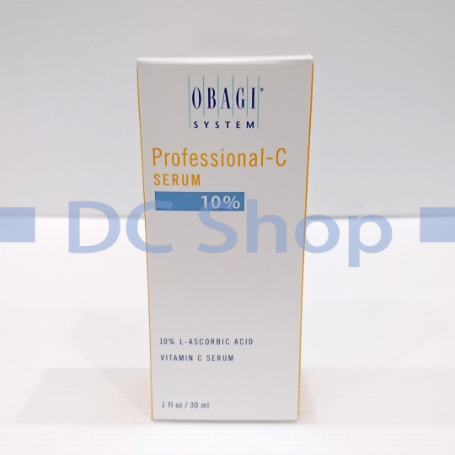 OBAGI®
SYSTEM
Professional-C
SERUM
10%
DC Shop
10% L-ASCORBIC ACID
VITAMIN C SERUM
1 fl oz / 30 ml